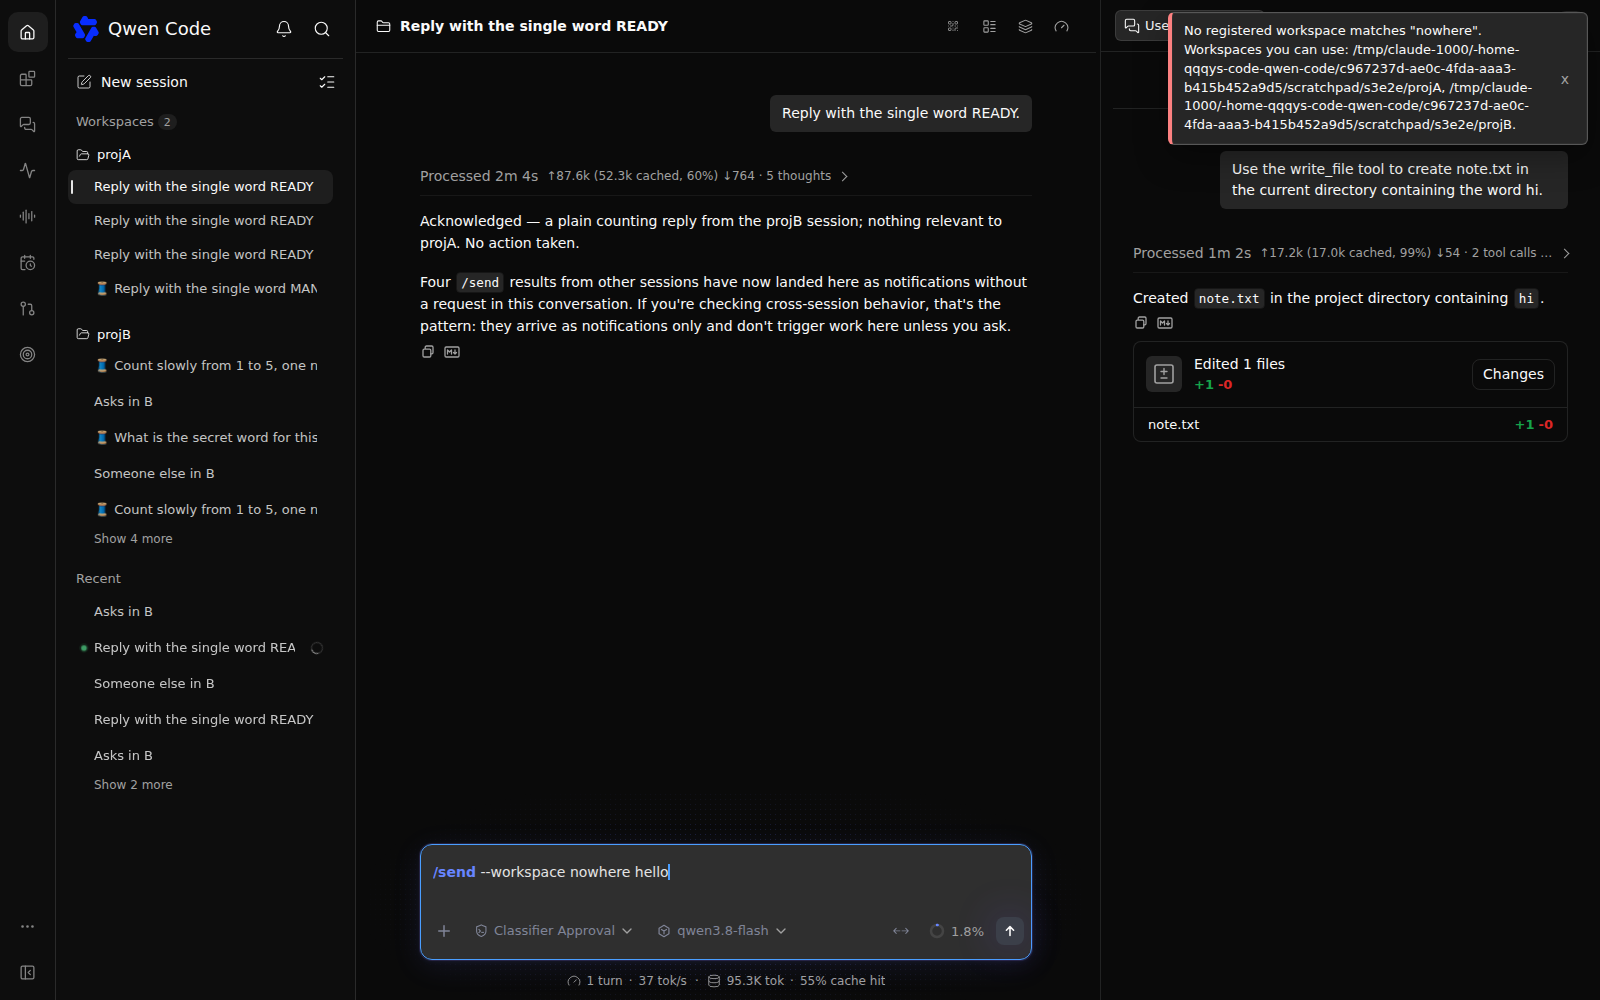 Qwen Code
New session
Workspaces 2
projA
Reply with the single word READY
Reply with the single word READY
Reply with the single word READY
Reply with the single word MAN
projB
Count slowly from 1 to 5, one n
Asks in B
What is the secret word for this
Someone else in B
Count slowly from 1 to 5, one n
Show 4 more
Recent
Asks in B
Reply with the single word REA
Someone else in B
Reply with the single word READY
Asks in B
Show 2 more
Reply with the single word READY
Reply with the single word READY.
Processed 2m 4s ↑87.6k (52.3k cached, 60%) ↓764 · 5 thoughts
Acknowledged — a plain counting reply from the projB session; nothing relevant to
projA. No action taken.
Four /send results from other sessions have now landed here as notifications without
a request in this conversation. If you're checking cross-session behavior, that's the
pattern: they arrive as notifications only and don't trigger work here unless you ask.
/send --workspace nowhere hello
Classifier Approval
qwen3.8-flash
1.8%
1 turn · 37 tok/s · 95.3K tok · 55% cache hit
Use
No registered workspace matches "nowhere".
Workspaces you can use: /tmp/claude-1000/-home-
qqqys-code-qwen-code/c967237d-ae0c-4fda-aaa3-
b415b452a9d5/scratchpad/s3e2e/projA, /tmp/claude-
1000/-home-qqqys-code-qwen-code/c967237d-ae0c-
4fda-aaa3-b415b452a9d5/scratchpad/s3e2e/projB.
x
Use the write_file tool to create note.txt in
the current directory containing the word hi.
Processed 1m 2s ↑17.2k (17.0k cached, 99%) ↓54 · 2 tool calls ...
Created note.txt in the project directory containing hi.
Edited 1 files
+1 -0
Changes
note.txt +1 -0